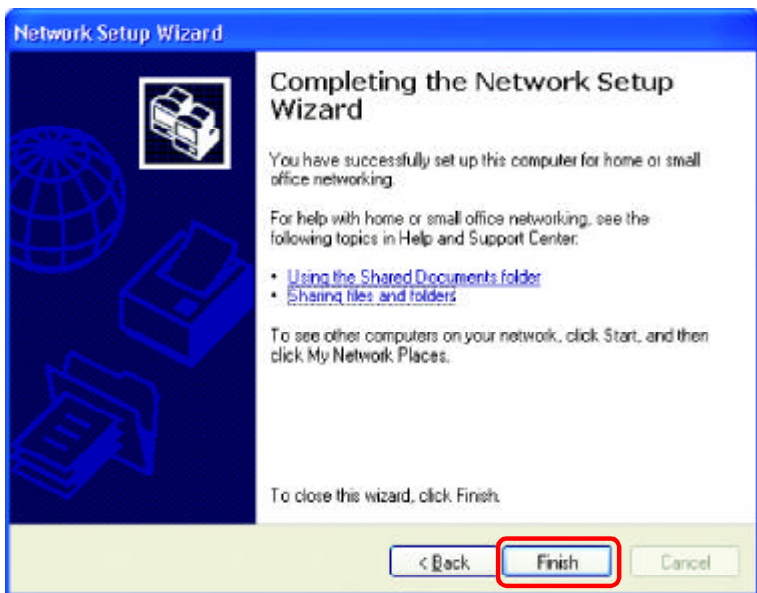 Network Setup Wizard
Completing the Network Setup
Wizard
You have successfully set up this computer for home or small
office networking.
For help with home or small office networking, see the
following topics in Help and Support Center:
• Using the Shared Documents folder
• Sharing files and folders
To see other computers on your network, click Start, and then
click My Network Places.
To close this wizard, click Finish.
< Back
Finish
Cancel